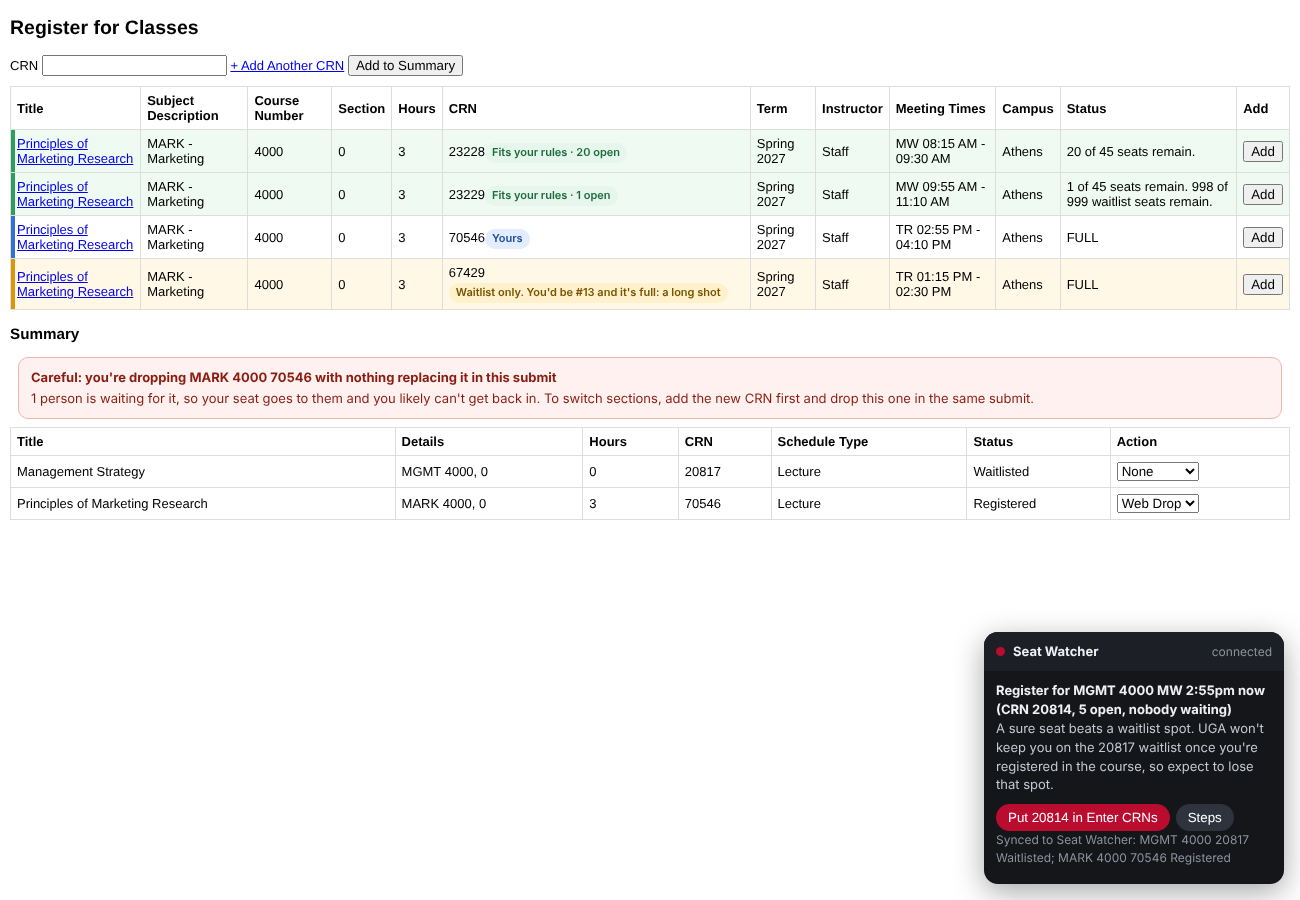 Register for Classes
CRN + Add Another CRN Add to Summary
Title Subject Description Course Number Section Hours CRN Term Instructor Meeting Times Campus Status Add
Principles of Marketing Research MARK - Marketing 4000 0 3 23228 Fits your rules · 20 open Spring 2027 Staff MW 08:15 AM - 09:30 AM Athens 20 of 45 seats remain. Add
Principles of Marketing Research MARK - Marketing 4000 0 3 23229 Fits your rules · 1 open Spring 2027 Staff MW 09:55 AM - 11:10 AM Athens 1 of 45 seats remain. 998 of 999 waitlist seats remain. Add
Principles of Marketing Research MARK - Marketing 4000 0 3 70546 Yours Spring 2027 Staff TR 02:55 PM - 04:10 PM Athens FULL Add
Principles of Marketing Research MARK - Marketing 4000 0 3 67429 Waitlist only. You'd be #13 and it's full: a long shot Spring 2027 Staff TR 01:15 PM - 02:30 PM Athens FULL Add
Summary
Careful: you're dropping MARK 4000 70546 with nothing replacing it in this submit
1 person is waiting for it, so your seat goes to them and you likely can't get back in. To switch sections, add the new CRN first and drop this one in the same submit.
Title Details Hours CRN Schedule Type Status Action
Management Strategy MGMT 4000, 0 0 20817 Lecture Waitlisted None
Principles of Marketing Research MARK 4000, 0 3 70546 Lecture Registered Web Drop
Seat Watcher connected
Register for MGMT 4000 MW 2:55pm now
(CRN 20814, 5 open, nobody waiting)
A sure seat beats a waitlist spot. UGA won't
keep you on the 20817 waitlist once you're
registered in the course, so expect to lose
that spot.
Put 20814 in Enter CRNs Steps
Synced to Seat Watcher: MGMT 4000 20817
Waitlisted; MARK 4000 70546 Registered